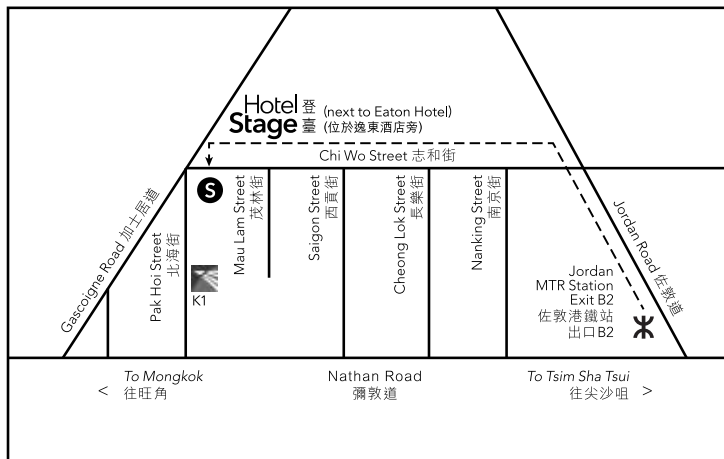 Hotel 登
Stage 臺
(next to Eaton Hotel)
(位於逸東酒店旁)
Chi Wo Street 志和街
Gascoigne Road 加士居道
Pak Hoi Street
北海街
S
K1
Mau Lam Street
茂林街
Saigon Street
西貢街
Cheong Lok Street
長樂街
Nanking Street
南京街
Jordan Road 佐敦道
Jordan
MTR Station
Exit B2
佐敦港鐵站
出口B2
< To Mongkok
往旺角
Nathan Road
彌敦道
To Tsim Sha Tsui >
往尖沙咀